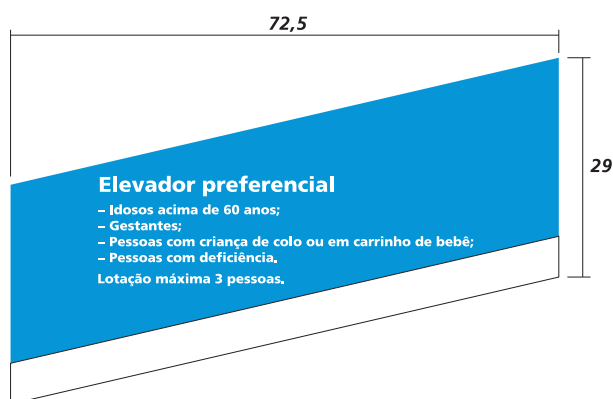 72,5
29
Elevador preferencial
– Idosos acima de 60 anos;
– Gestantes;
– Pessoas com criança de colo ou em carrinho de bebê;
– Pessoas com deficiência.
Lotação máxima 3 pessoas.